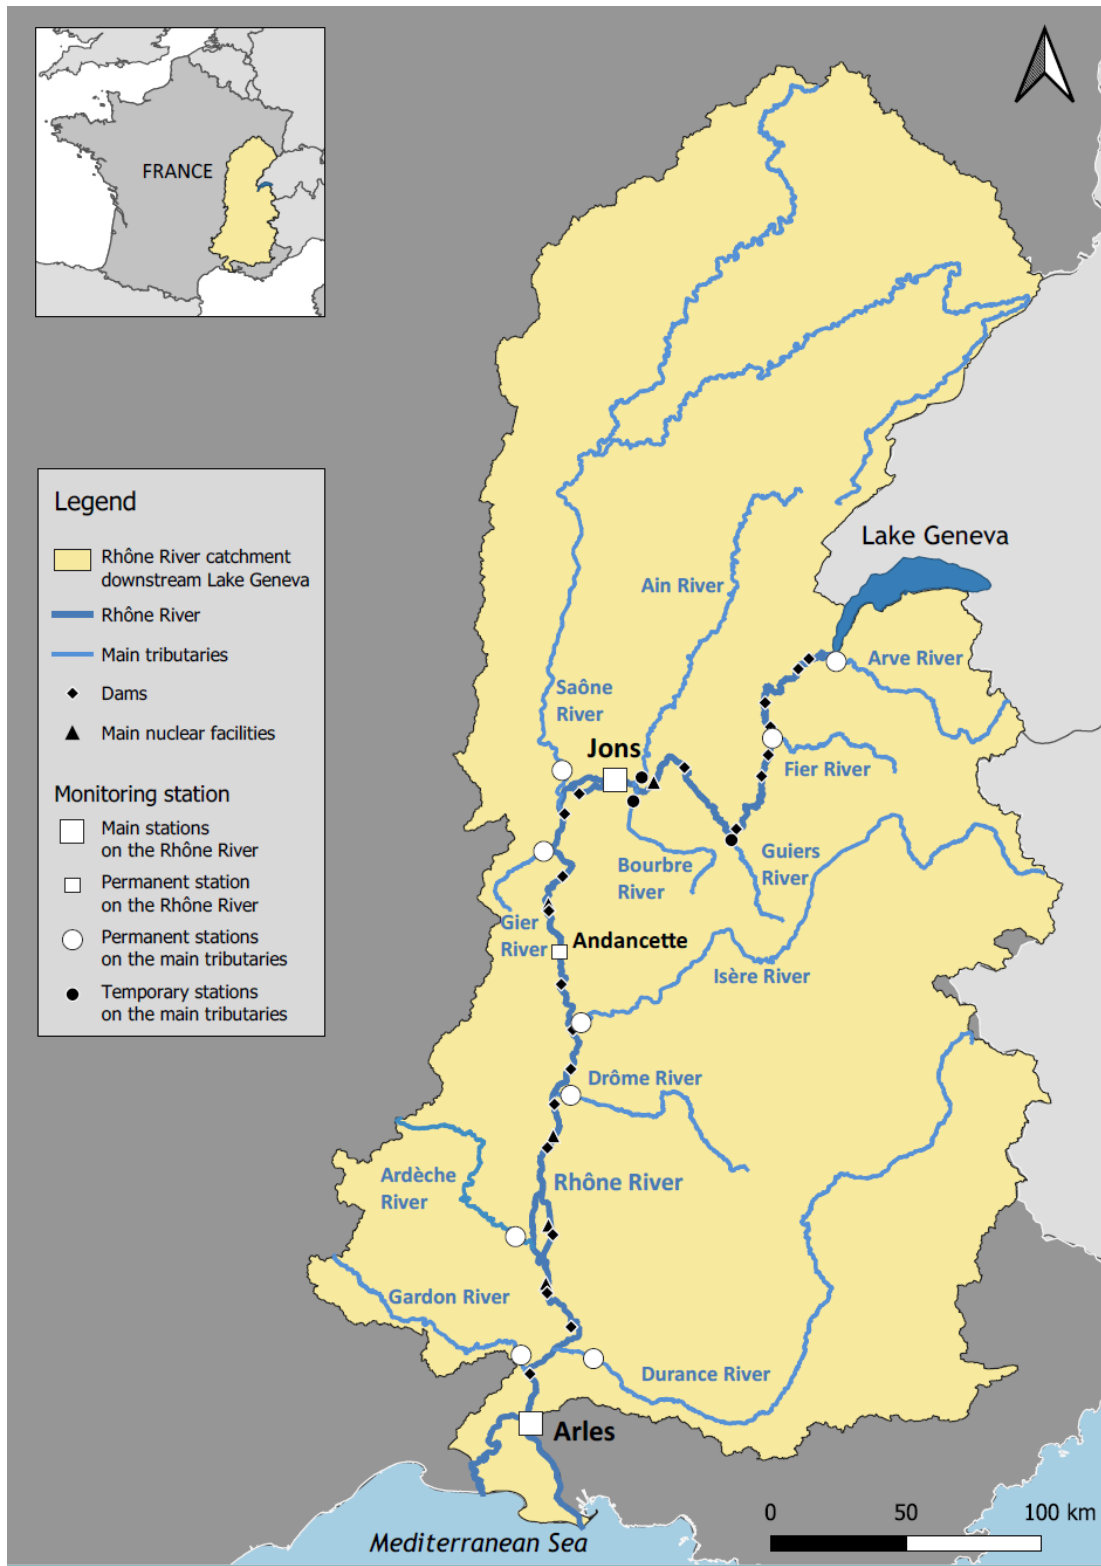 FRANCE
Legend
Rhône River catchment
downstream Lake Geneva
Rhône River
Main tributaries
Dams
Main nuclear facilities
Monitoring station
Main stations
on the Rhône River
Permanent station
on the Rhône River
Permanent stations
on the main tributaries
Temporary stations
on the main tributaries
Lake Geneva
Ain River
Arve River
Saône
River
Jons
Fier River
Bourbre
River
Guiers
River
Gier
River
Andancette
Isère River
Drôme River
Ardèche
River
Rhône River
Gardon River
Durance River
Arles
Mediterranean Sea
0 50 100 km